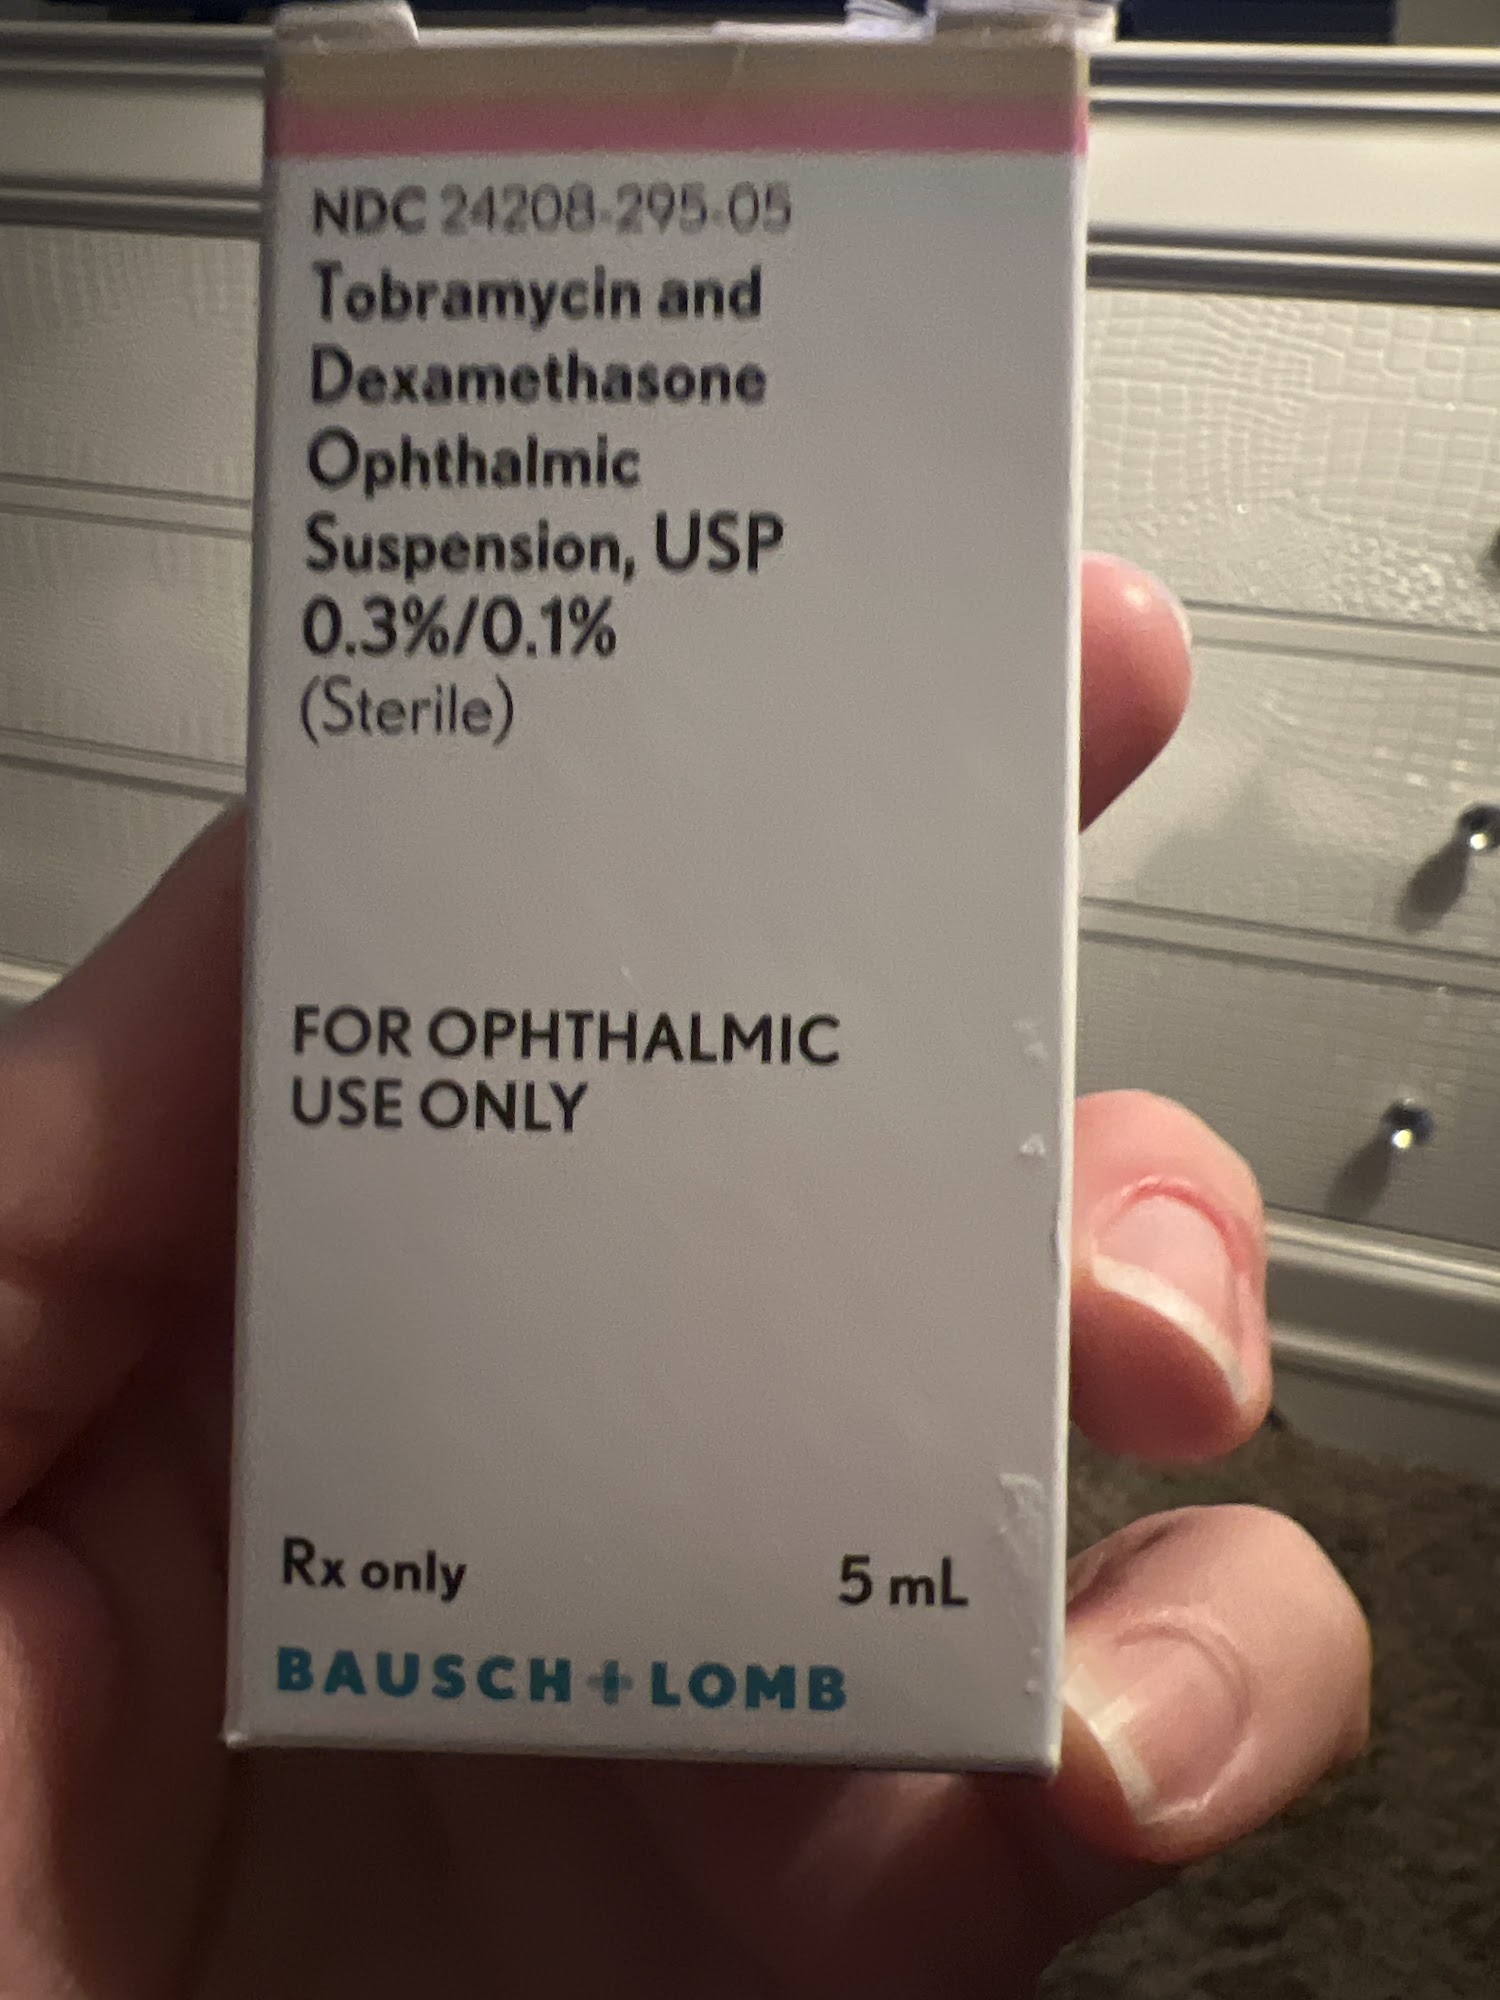 NDC 24208-295-05
Tobramycin and
Dexamethasone
Ophthalmic
Suspension, USP
0.3%/0.1%
(Sterile)
FOR OPHTHALMIC
USE ONLY
Rx only 5 mL
BAUSCH + LOMB